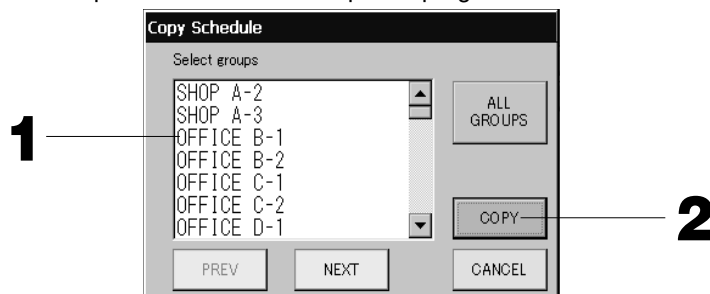 Copy Schedule
Select groups
SHOP A-2
SHOP A-3
OFFICE B-1
OFFICE B-2
OFFICE C-1
OFFICE C-2
OFFICE D-1
ALL
GROUPS
COPY
PREV
NEXT
CANCEL
1
2